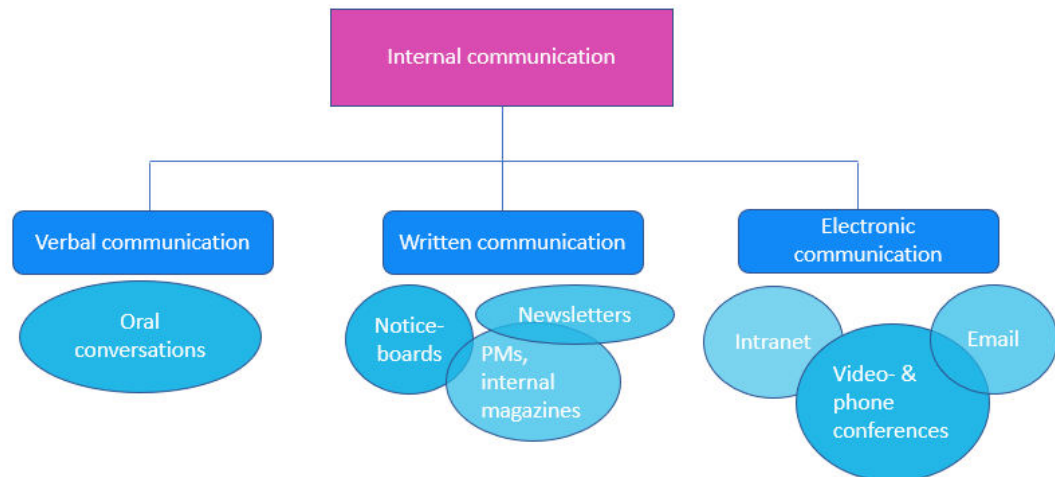 Internal communication
Verbal communication
Written communication
Electronic
communication
Oral
conversations
Notice-
boards
Newsletters
PMs,
internal
magazines
Intranet
Video- &
phone
conferences
Email